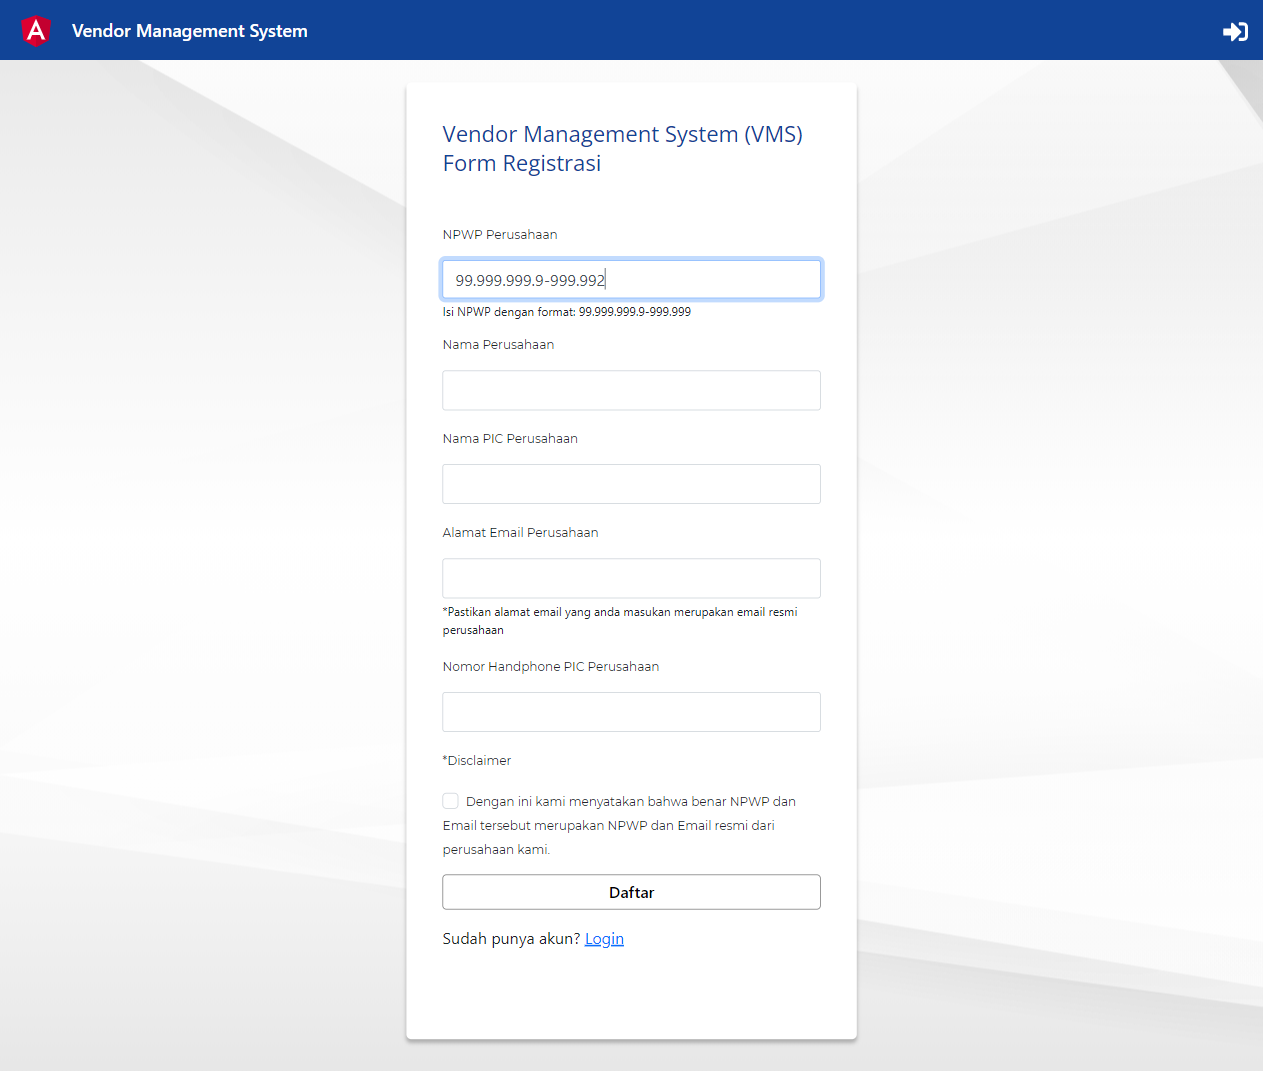 Vendor Management System
Vendor Management System (VMS)
Form Registrasi
NPWP Perusahaan
99.999.999.9-999.992
Isi NPWP dengan format: 99.999.999.9-999.999
Nama Perusahaan
Nama PIC Perusahaan
Alamat Email Perusahaan
*Pastikan alamat email yang anda masukan merupakan email resmi
perusahaan
Nomor Handphone PIC Perusahaan
*Disclaimer
Dengan ini kami menyatakan bahwa benar NPWP dan
Email tersebut merupakan NPWP dan Email resmi dari
perusahaan kami.
Daftar
Sudah punya akun? Login